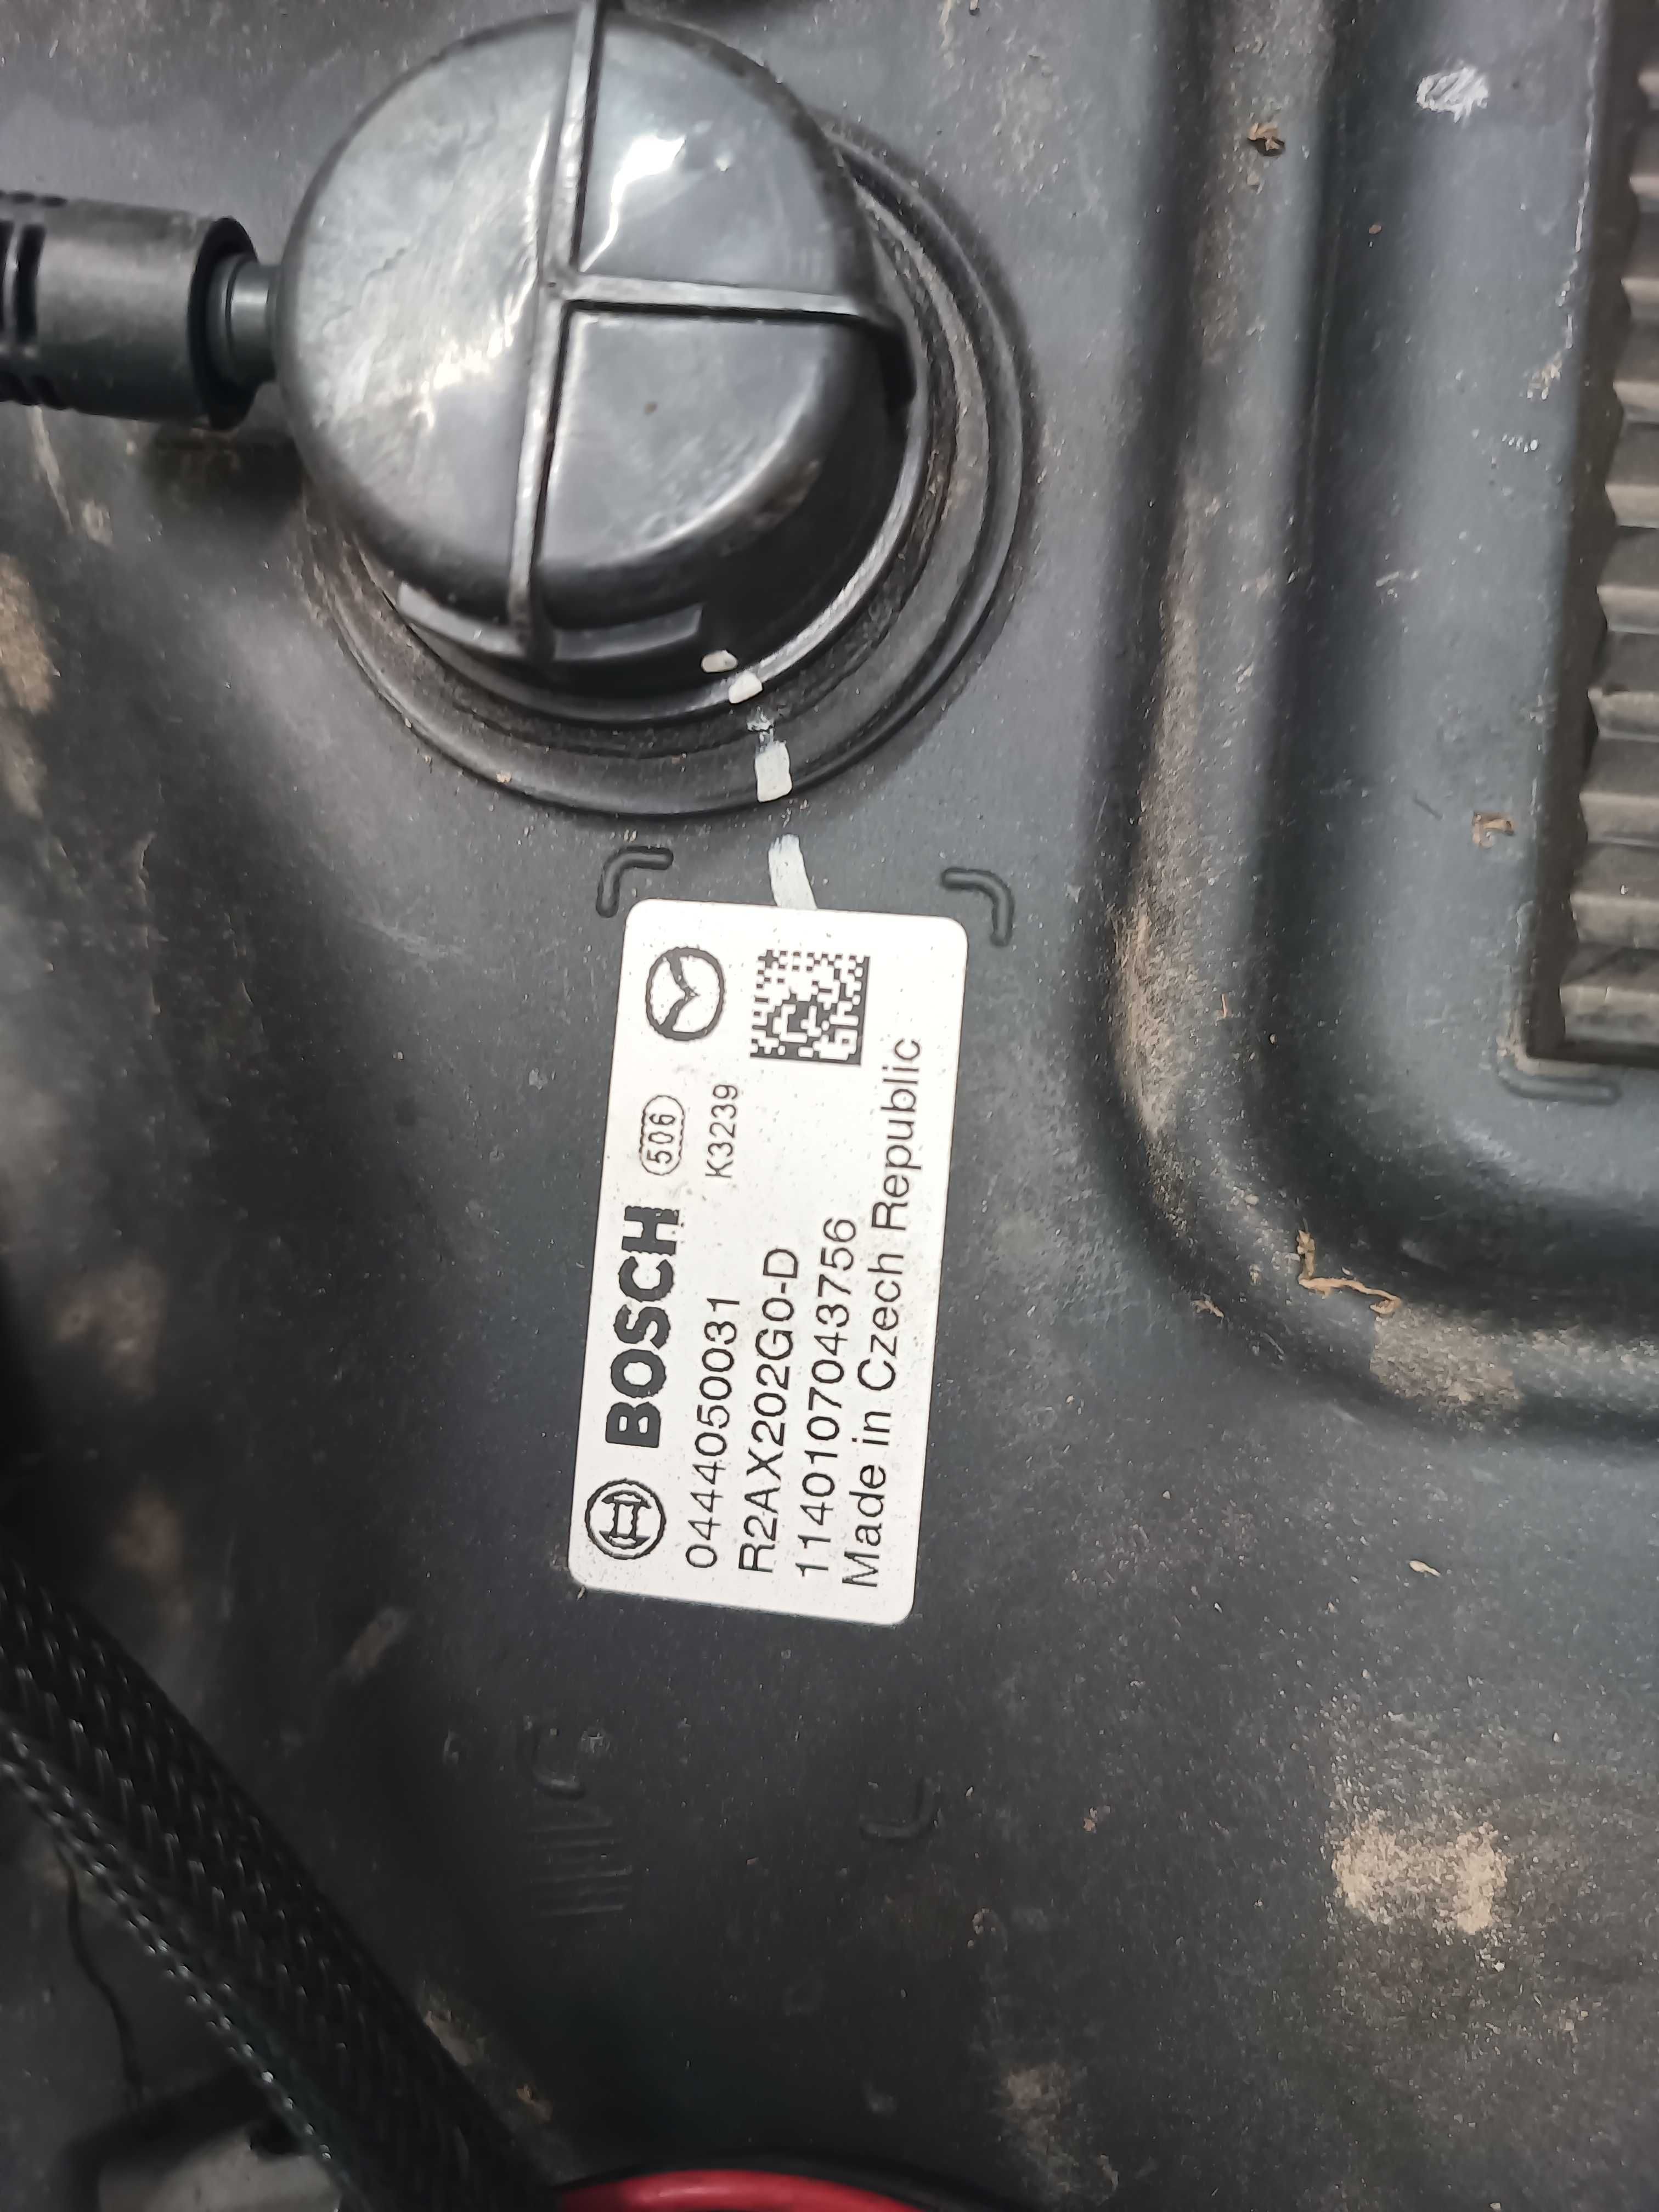 BOSCH 506
0444050031 K3239
R2AX202G0-D
1140107043756
Made in Czech Republic